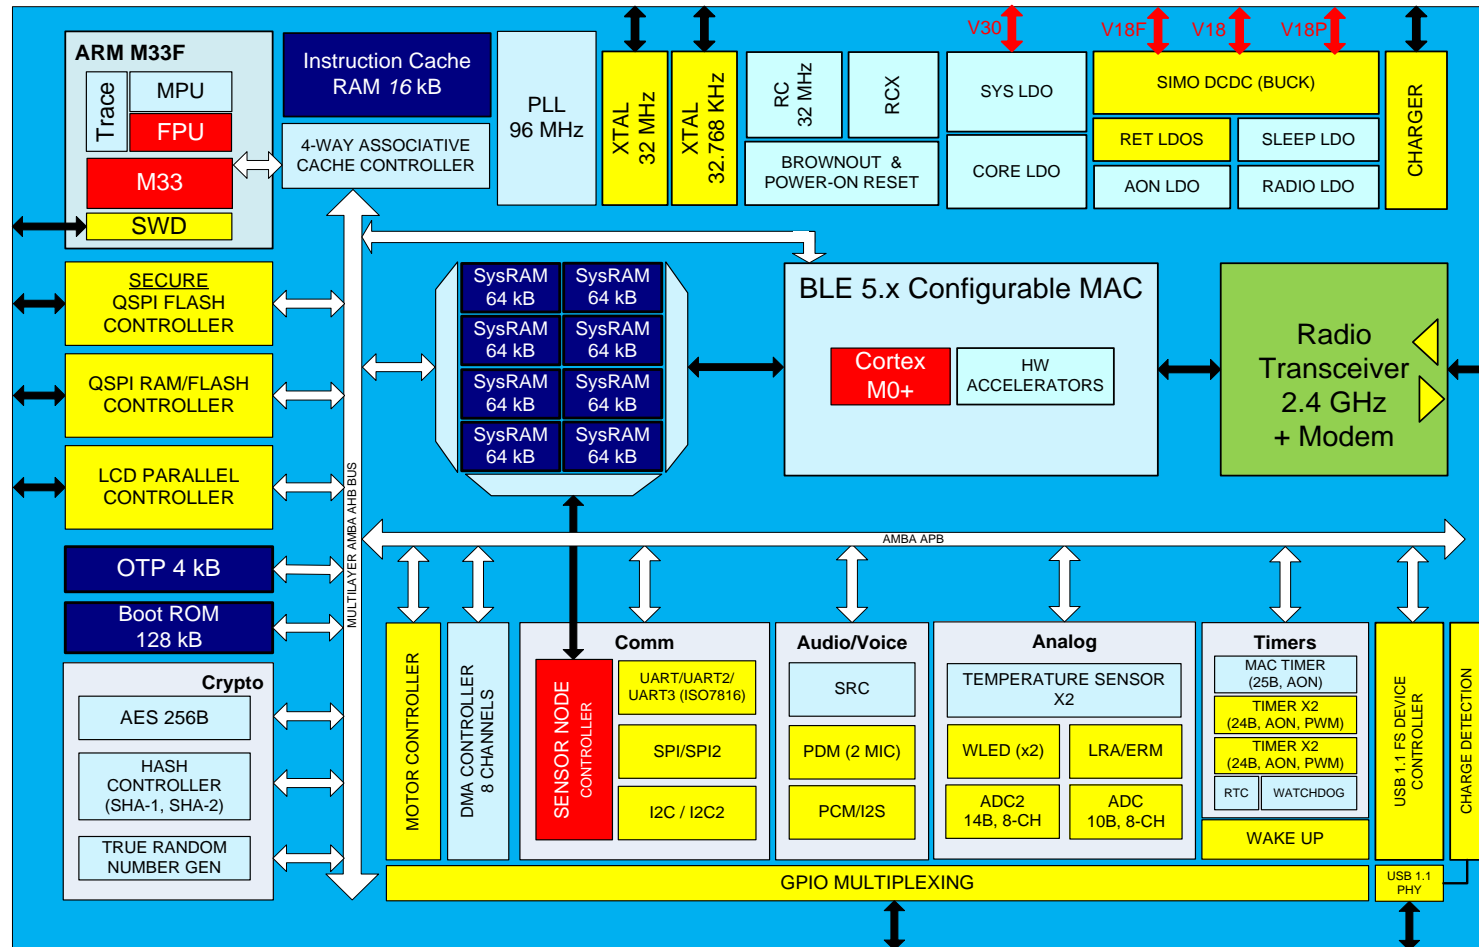 ARM M33F
Trace
MPU
FPU
M33
SWD
Instruction Cache
RAM 16 kB
4-WAY ASSOCIATIVE
CACHE CONTROLLER
PLL
96 MHz
XTAL
32 MHz
XTAL
32.768 KHz
RC
32 MHz
RCX
BROWNOUT &
POWER-ON RESET
V30
SYS LDO
CORE LDO
V18F
V18
V18P
SIMO DCDC (BUCK)
RET LDOS
SLEEP LDO
AON LDO
RADIO LDO
CHARGER
SECURE
QSPI FLASH
CONTROLLER
QSPI RAM/FLASH
CONTROLLER
LCD PARALLEL
CONTROLLER
OTP 4 kB
Boot ROM
128 kB
Crypto
AES 256B
HASH
CONTROLLER
(SHA-1, SHA-2)
TRUE RANDOM
NUMBER GEN
MULTILAYER AMBA AHB BUS
SysRAM
64 kB
SysRAM
64 kB
SysRAM
64 kB
SysRAM
64 kB
SysRAM
64 kB
SysRAM
64 kB
SysRAM
64 kB
SysRAM
64 kB
BLE 5.x Configurable MAC
Cortex
M0+
HW
ACCELERATORS
Radio
Transceiver
2.4 GHz
+ Modem
AMBA APB
MOTOR CONTROLLER
DMA CONTROLLER
8 CHANNELS
Comm
SENSOR NODE
CONTROLLER
UART/UART2/
UART3 (ISO7816)
SPI/SPI2
I2C / I2C2
Audio/Voice
SRC
PDM (2 MIC)
PCM/I2S
Analog
TEMPERATURE SENSOR
X2
WLED (x2)
LRA/ERM
ADC2
14B, 8-CH
ADC
10B, 8-CH
Timers
MAC TIMER
(25B, AON)
TIMER X2
(24B, AON, PWM)
TIMER X2
(24B, AON, PWM)
RTC
WATCHDOG
WAKE UP
USB 1.1 FS DEVICE
CONTROLLER
CHARGE DETECTION
GPIO MULTIPLEXING
USB 1.1
PHY